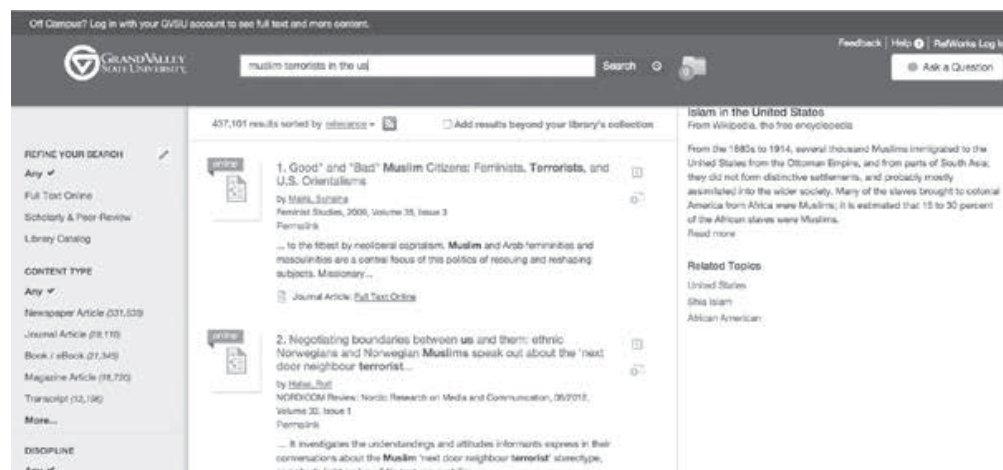 Off Campus? Log in with your GVSU account to see full text and more content.
Feedback | Help | RefWorks Log In
GRAND VALLEY
STATE UNIVERSITY
muslim terrorists in the us
Search
Ask a Question
437,101 results sorted by relevance
Add results beyond your library's collection
REFINE YOUR SEARCH
Any
Full Text Online
Scholarly & Peer-Review
Library Catalog
CONTENT TYPE
Any
Newspaper Article
Journal Article
Book / eBook
Magazine Article
Transcript
More...
DISCIPLINE
Any
online
1. Good" and "Bad" Muslim Citizens: Feminists, Terrorists, and
U.S. Orientalisms
by Maira, Sunaina
Feminist Studies, 2009, Volume 35, Issue 3
Permalink
... to the fittest by neoliberal capitalism. Muslim and Arab femininities and
masculinities are a central focus of this politics of rescuing and reshaping
subjects. Missionary...
Journal Article: Full Text Online
online
2. Negotiating boundaries between us and them: ethnic
Norwegians and Norwegian Muslims speak out about the 'next
door neighbour terrorist...
by
NORDICOM Review: Nordic Research on Media and Communication, 06/2012,
Volume 33, Issue 1
Permalink
... It investigates the understandings and attitudes informants express in their
conversations about the Muslim 'next door neighbour terrorist' stereotype,
Islam in the United States
From Wikipedia, the free encyclopedia
From the 1880s to 1914, several thousand Muslims immigrated to the
United States from the Ottoman Empire, and from parts of South Asia;
they did not form distinctive settlements, and probably mostly
assimilated into the wider society. Many of the slaves brought to colonial
America from Africa were Muslims; it is estimated that 15 to 30 percent
of the African slaves were Muslims.
Read more
Related Topics
United States
Shia Islam
African American